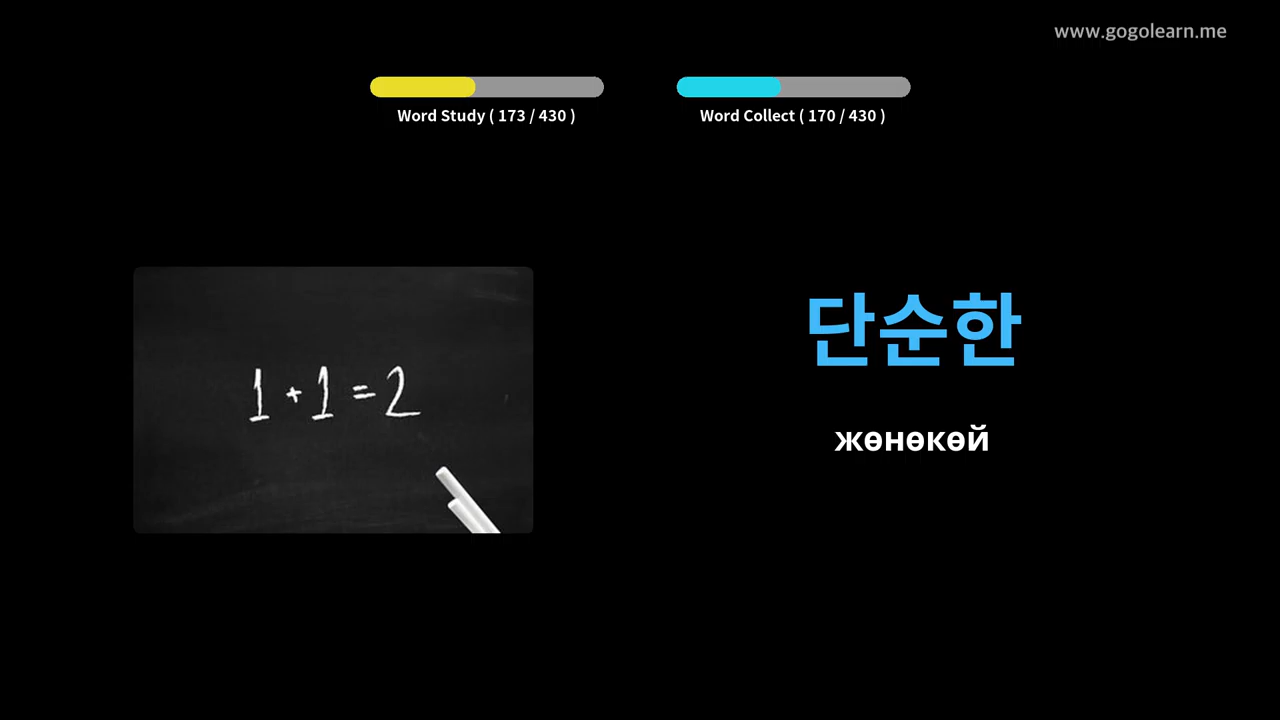 www.gogolearn.me
Word Study ( 173 / 430 )
Word Collect ( 170 / 430 )
1 + 1 = 2
단순한
жөнөкөй